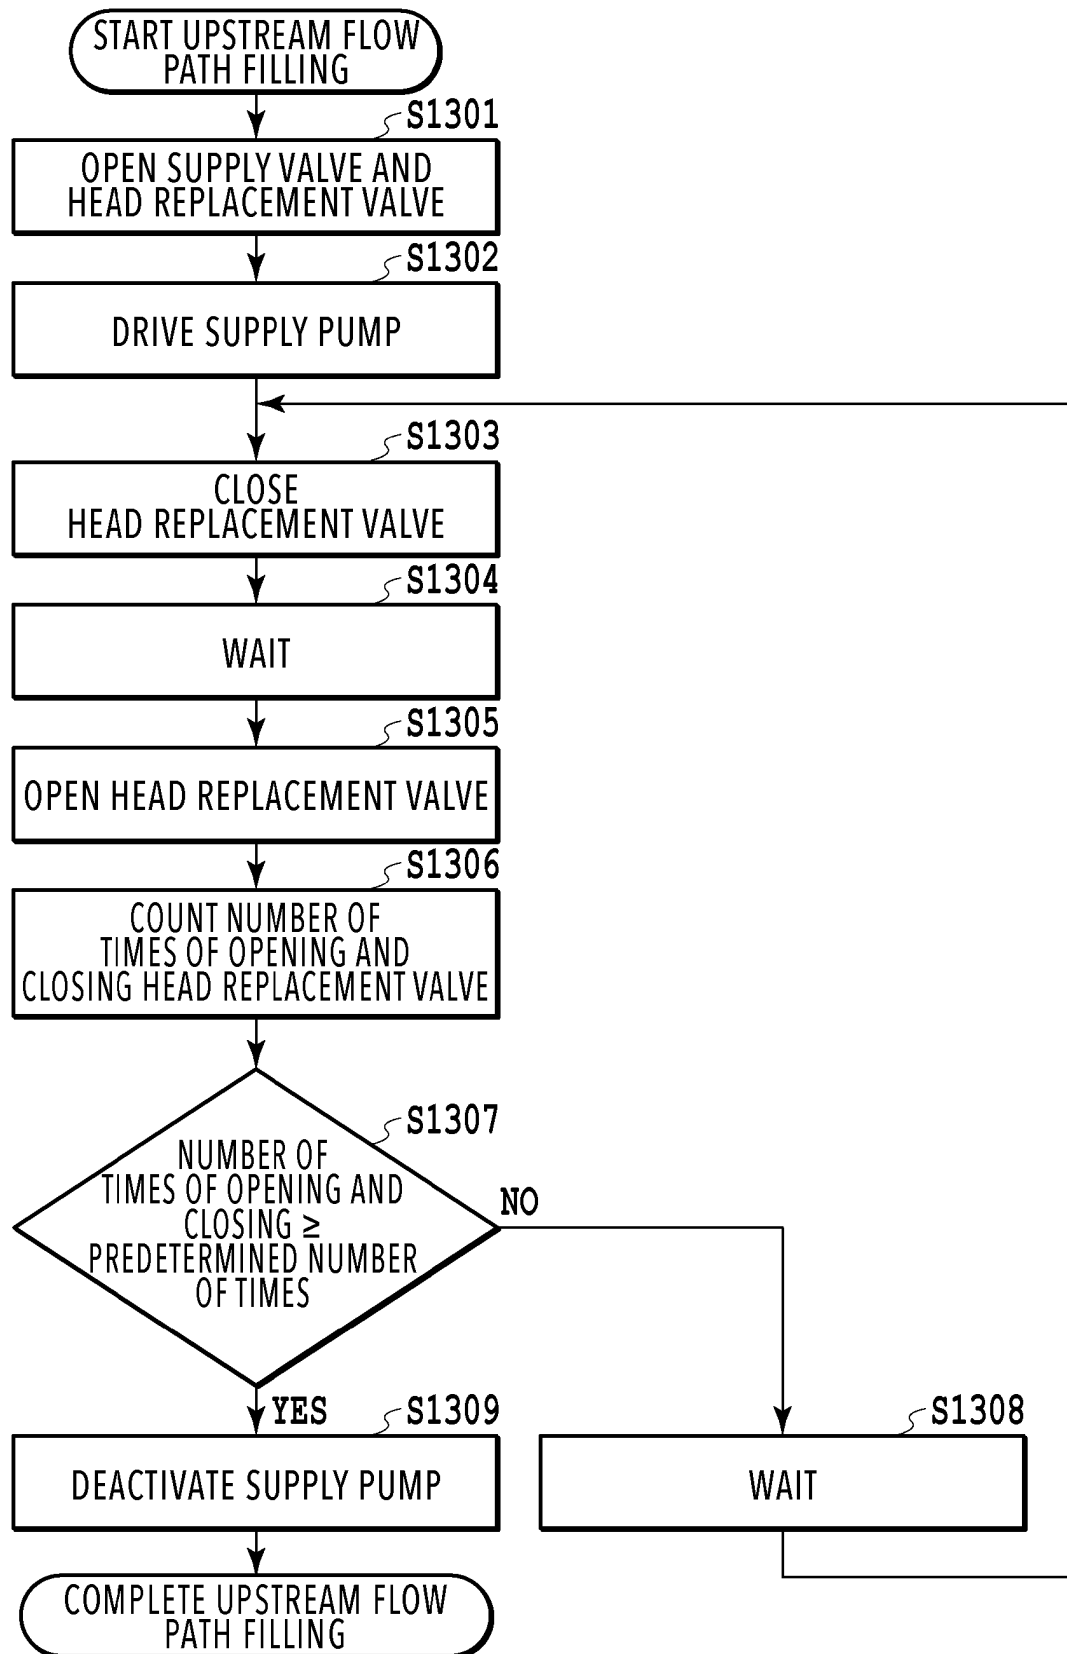 START UPSTREAM FLOW
PATH FILLING
S1301
OPEN SUPPLY VALVE AND
HEAD REPLACEMENT VALVE
S1302
DRIVE SUPPLY PUMP
S1303
CLOSE
HEAD REPLACEMENT VALVE
S1304
WAIT
S1305
OPEN HEAD REPLACEMENT VALVE
S1306
COUNT NUMBER OF
TIMES OF OPENING AND
CLOSING HEAD REPLACEMENT VALVE
S1307
NUMBER OF
TIMES OF OPENING AND
CLOSING ≥
PREDETERMINED NUMBER
OF TIMES
NO
YES
S1309
DEACTIVATE SUPPLY PUMP
S1308
WAIT
COMPLETE UPSTREAM FLOW
PATH FILLING